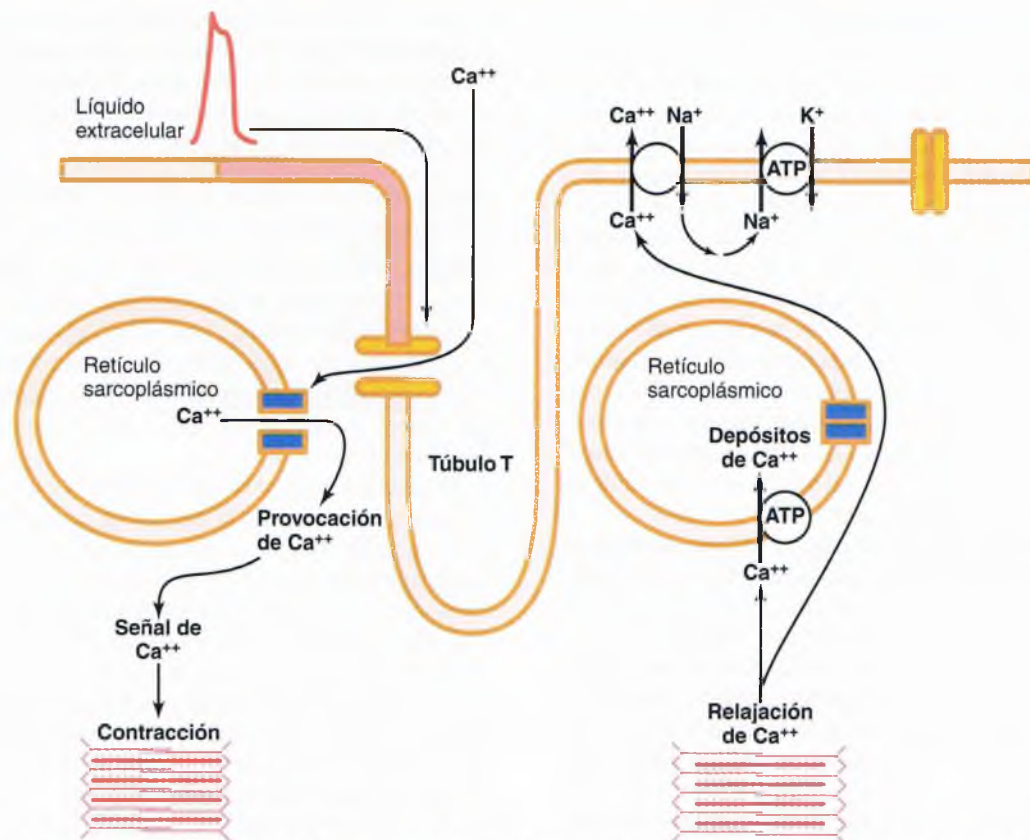 Líquido
extracelular
Ca++
Ca++ Na+
K+
ATP
Ca++
Na+
Retículo
sarcoplásmico
Ca++
Túbulo T
Retículo
sarcoplásmico
Depósitos
de Ca++
ATP
Ca++
Provocación
de Ca++
Señal de
Ca++
Contracción
Relajación
de Ca++